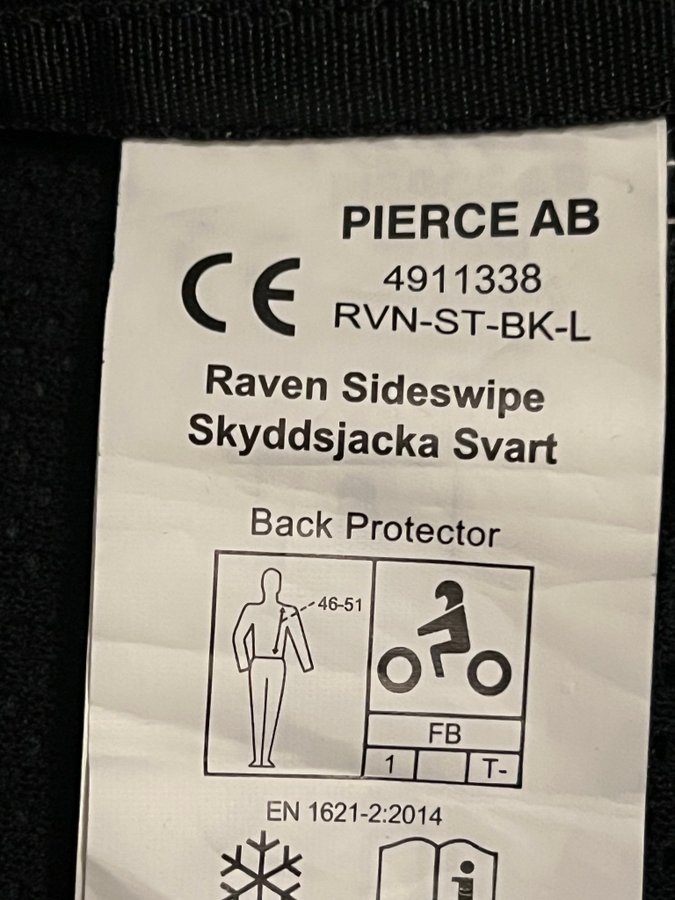 PIERCE AB
CE
4911338
RVN-ST-BK-L
Raven Sideswipe
Skyddsjacka Svart
Back Protector
46-51
FB
1
T-
EN 1621-2:2014
i